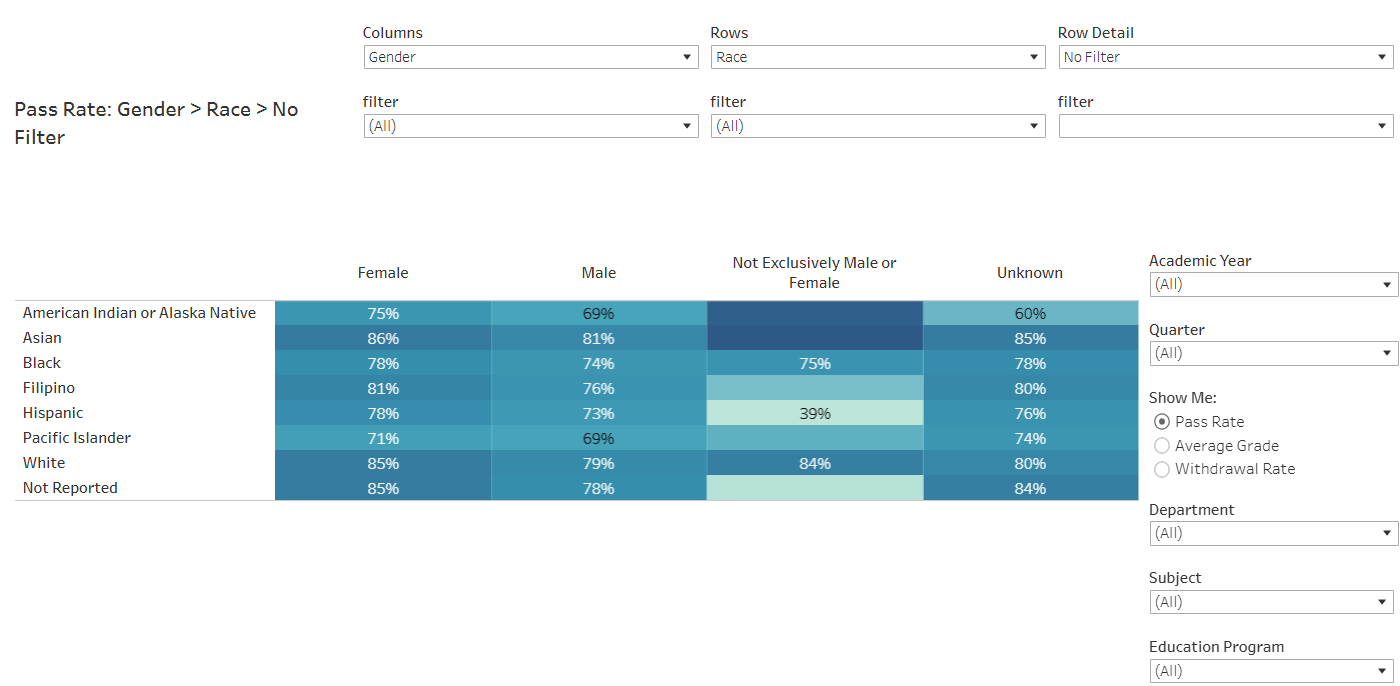 Columns
Rows
Row Detail
Gender
Race
No Filter
Pass Rate: Gender > Race > No
Filter
filter
filter
filter
(All)
(All)
Female
Male
Not Exclusively Male or
Female
Unknown
American Indian or Alaska Native 75% 69% 60%
Asian 86% 81% 85%
Black 78% 74% 75% 78%
Filipino 81% 76% 80%
Hispanic 78% 73% 39% 76%
Pacific Islander 71% 69% 74%
White 85% 79% 84% 80%
Not Reported 85% 78% 84%
Academic Year
(All)
Quarter
(All)
Show Me:
Pass Rate
Average Grade
Withdrawal Rate
Department
(All)
Subject
(All)
Education Program
(All)